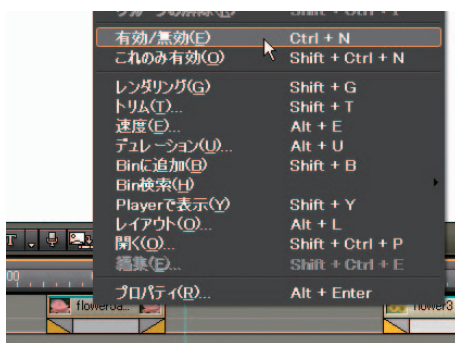 有効/無効(E) Ctrl + N
これのみ有効(O) Shift + Ctrl + N
レンダリング(G) Shift + G
トリム(T)... Shift + T
速度(E)... Alt + E
デュレーション(U)... Alt + U
Binに追加(B) Shift + B
Bin検索(H)
Playerで表示(Y) Shift + Y
レイアウト(O)... Alt + L
開く(O)... Shift + Ctrl + P
編集(E)... Shift + Ctrl + E
プロパティ(R)... Alt + Enter
T
00
flower3